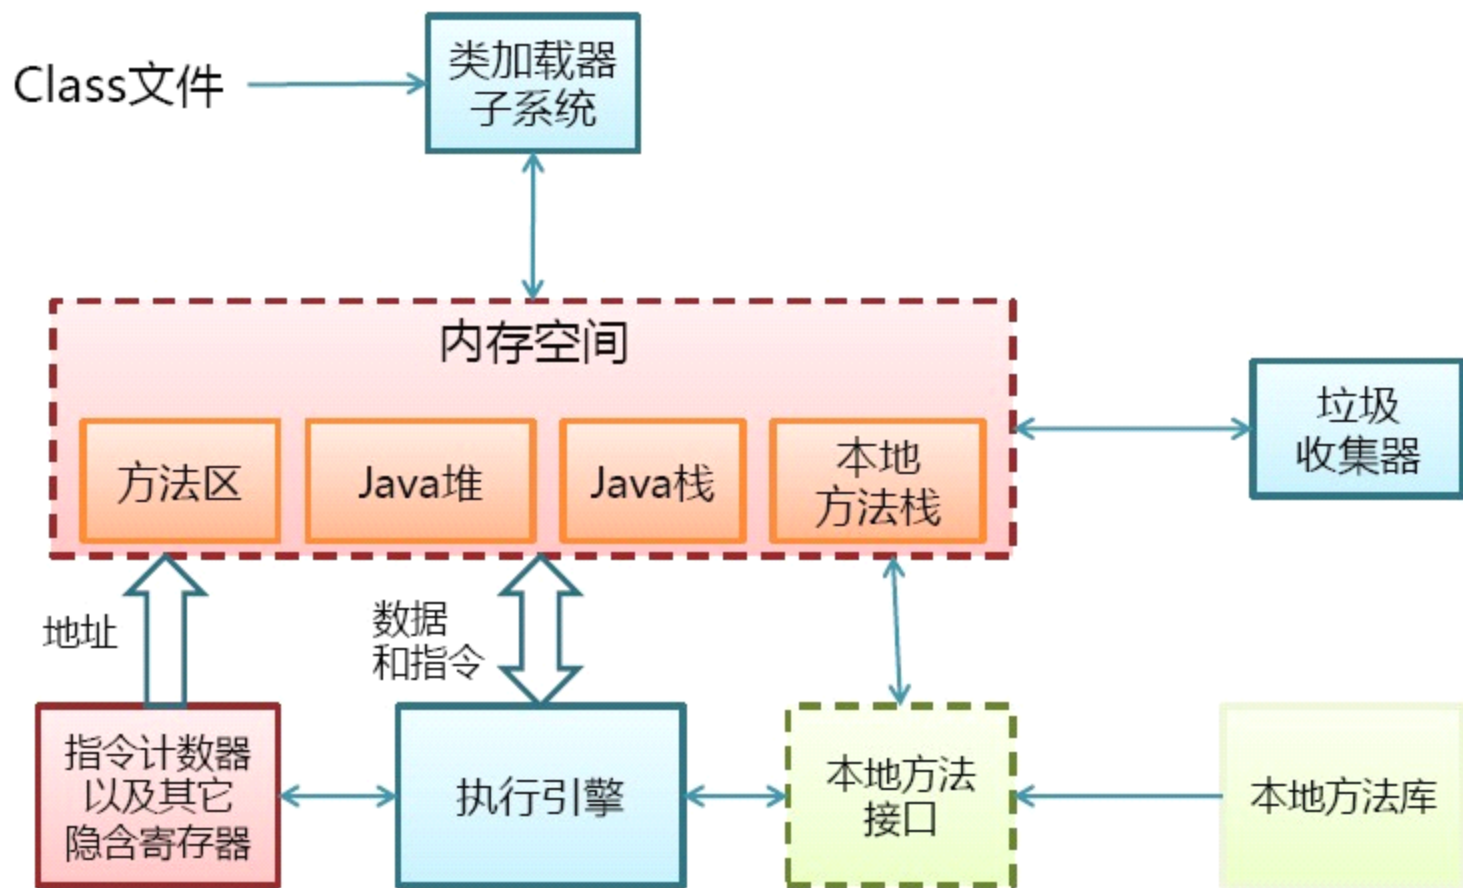 Class文件
类加载器
子系统
内存空间
方法区
Java堆
Java栈
本地
方法栈
垃圾
收集器
地址
数据
和指令
指令计数器
以及其它
隐含寄存器
执行引擎
本地方法
接口
本地方法库